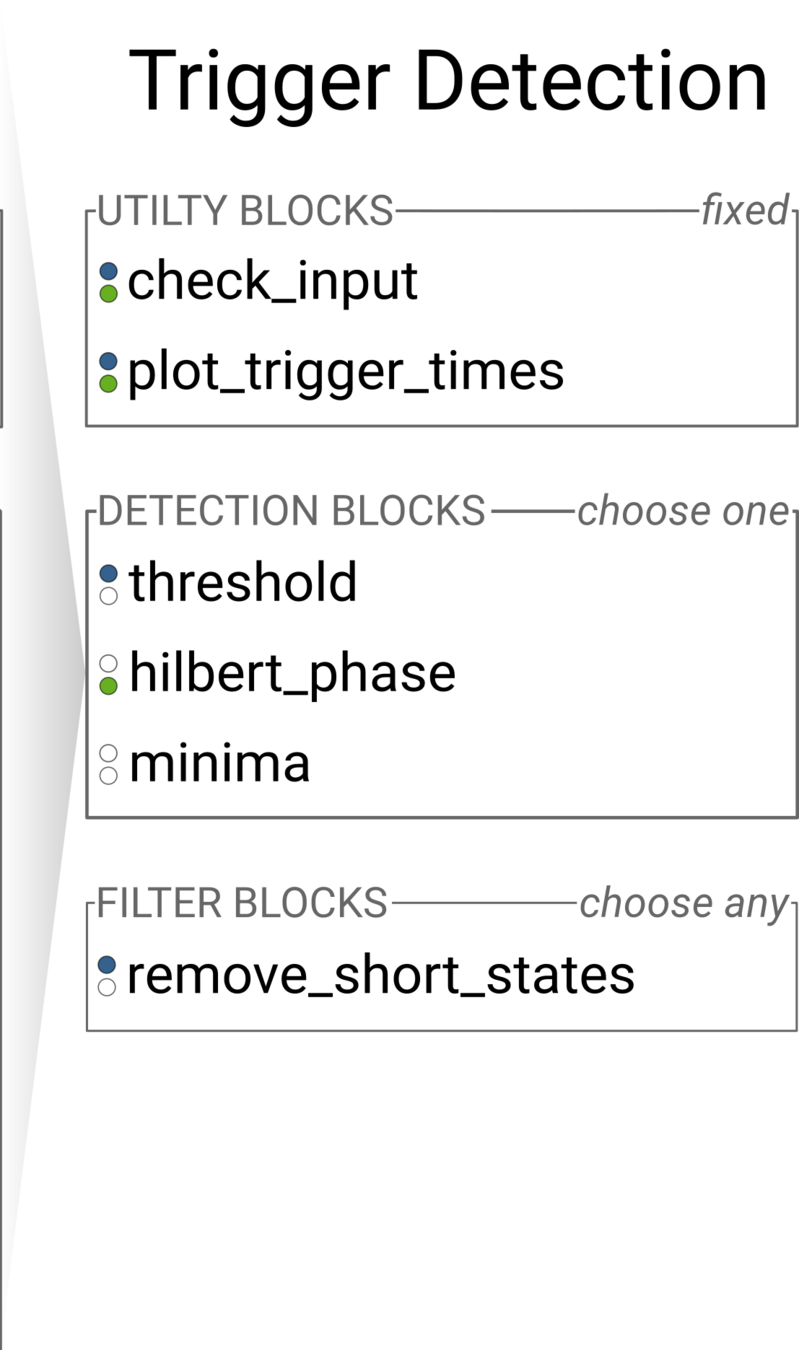 Trigger Detection
UTILTY BLOCKS fixed
check_input
plot_trigger_times
DETECTION BLOCKS choose one
threshold
hilbert_phase
minima
FILTER BLOCKS choose any
remove_short_states